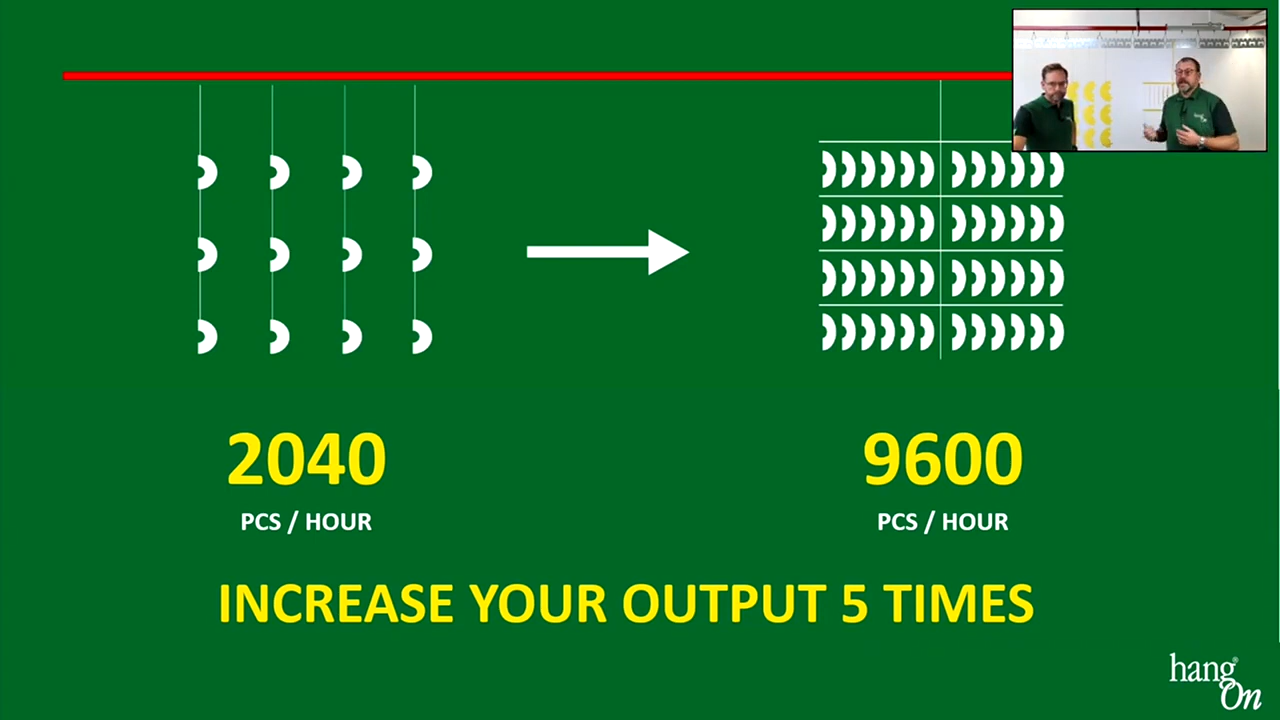 2040
PCS / HOUR
9600
PCS / HOUR
INCREASE YOUR OUTPUT 5 TIMES
hang®
On